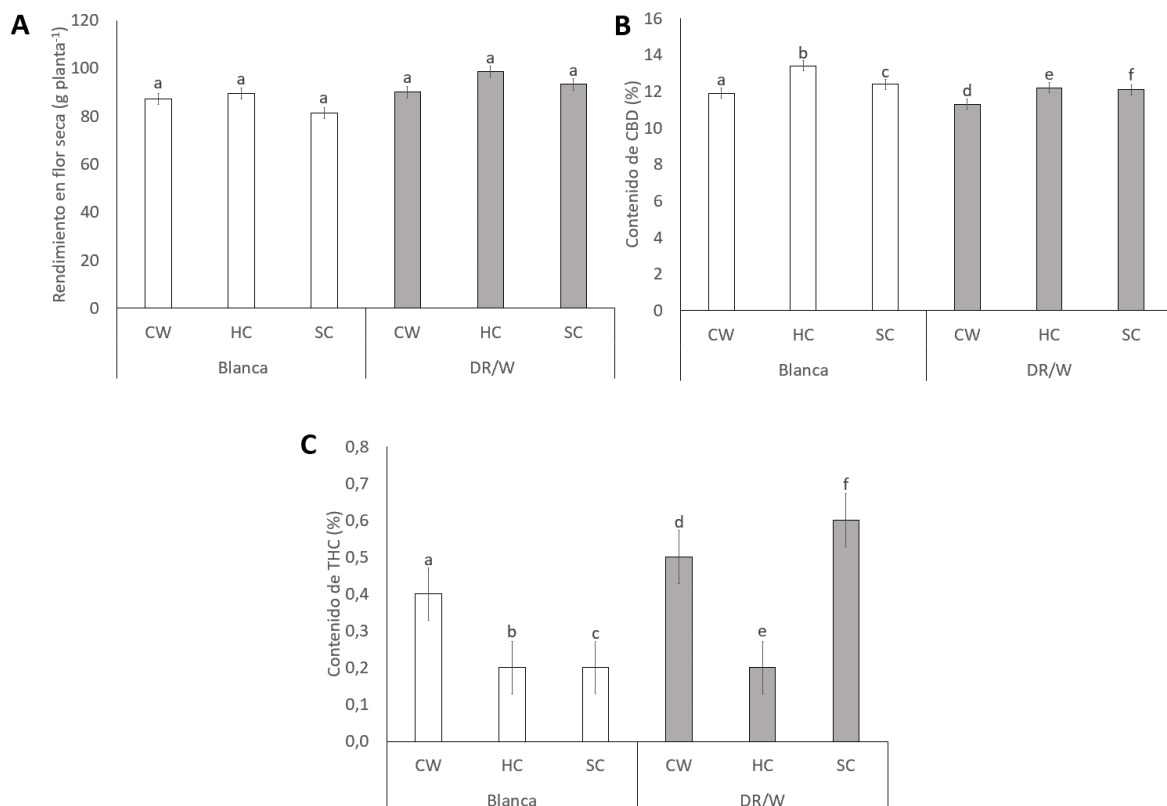 A
Rendimiento en flor seca (g planta⁻¹)
120
100
80
60
40
20
0
a a a a a a
CW HC SC CW HC SC
Blanca DR/W
B
Contenido de CBD (%)
16
14
12
10
8
6
4
2
0
a b c d e f
CW HC SC CW HC SC
Blanca DR/W
C
Contenido de THC (%)
0,8
0,7
0,6
0,5
0,4
0,3
0,2
0,1
0,0
a b c d e f
CW HC SC CW HC SC
Blanca DR/W